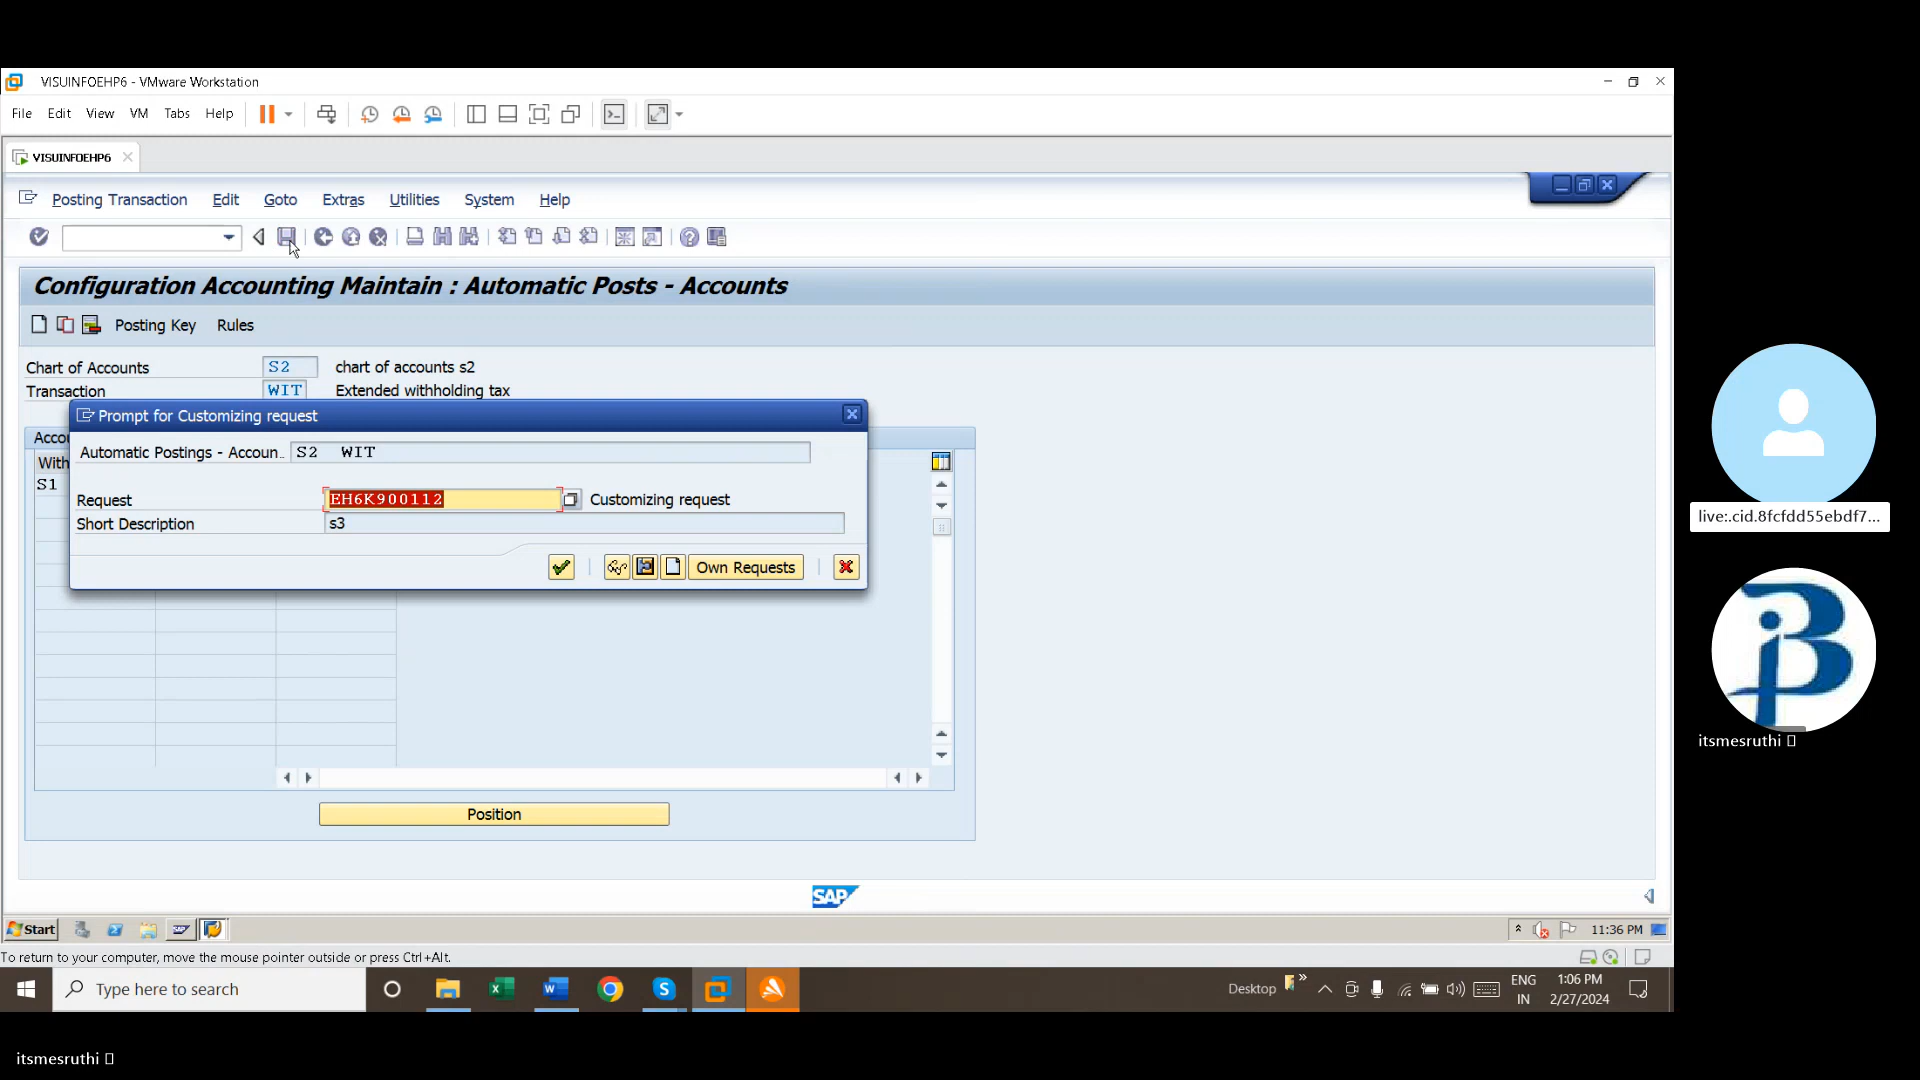 VISUINFOEHP6 - VMware Workstation
File Edit View VM Tabs Help
VISUINFOEHP6
Posting Transaction Edit Goto Extras Utilities System Help
Configuration Accounting Maintain : Automatic Posts - Accounts
Posting Key Rules
Chart of Accounts S2 chart of accounts s2
Transaction WIT Extended withholding tax
Prompt for Customizing request
Accou
Automatic Postings - Accoun.. S2 WIT
With
S1
Request EH6K900112 Customizing request
Short Description s3
Own Requests
Position
SAP
Start
11:36 PM
To return to your computer, move the mouse pointer outside or press Ctrl+Alt.
Type here to search
Desktop
ENG
IN
1:06 PM
2/27/2024
live:.cid.8fcfdd55ebdf7...
itsmesruthi
itsmesruthi